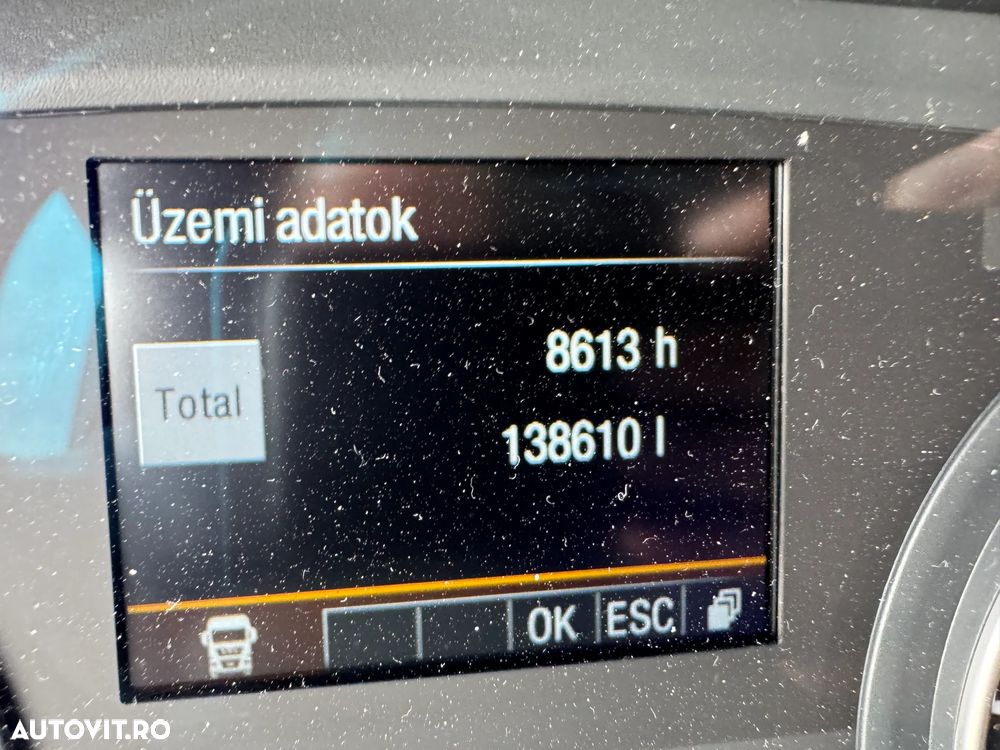 Üzemi adatok
8613 h
Total
138610 l
OK ESC
AUTOVIT.RO